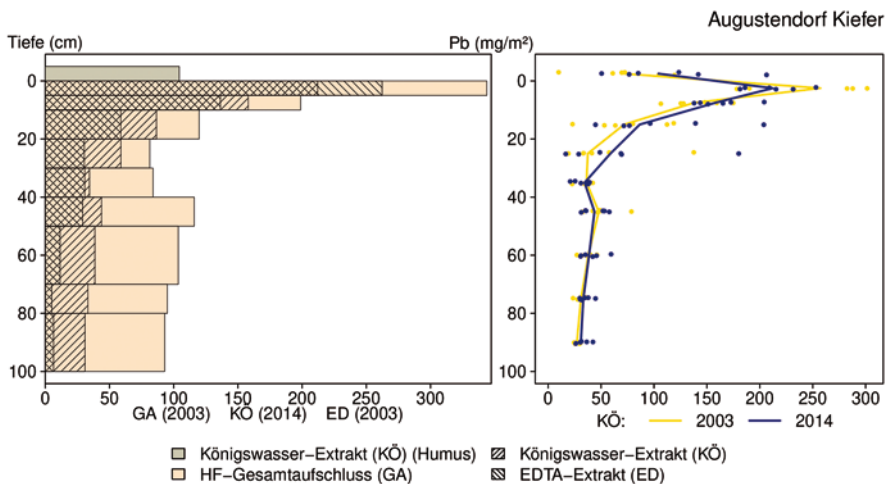 Augustendorf Kiefer
Tiefe (cm)
Pb (mg/m²)
0
20
40
60
80
100
0 50 100 150 200 250 300
GA (2003) KÖ (2014) ED (2003)
0
20
40
60
80
100
0 50 100 150 200 250 300
KÖ: 2003 2014
Königswasser−Extrakt (KÖ) (Humus)
HF−Gesamtaufschluss (GA)
Königswasser−Extrakt (KÖ)
EDTA−Extrakt (ED)